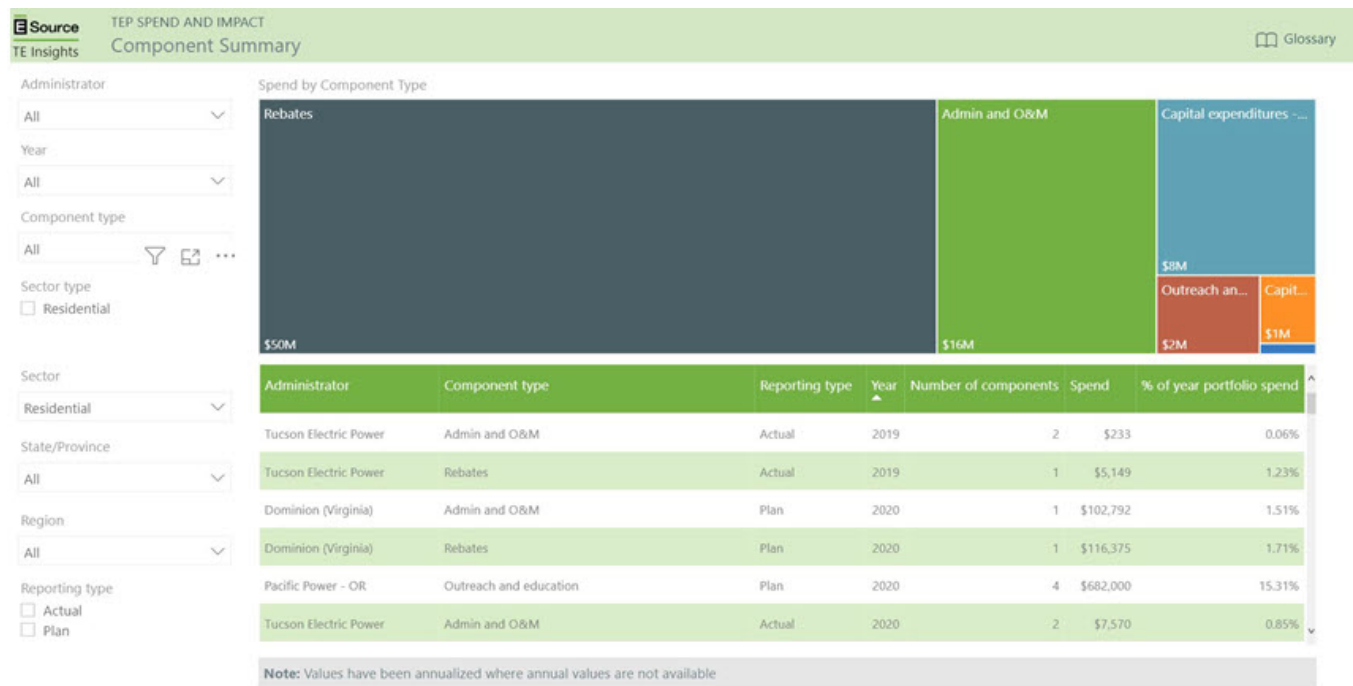 E Source
TE Insights
TEP SPEND AND IMPACT
Component Summary
Glossary
Administrator
All
Year
All
Component type
All
Sector type
Residential
Sector
Residential
State/Province
All
Region
All
Reporting type
Actual
Plan
Spend by Component Type
Rebates
$50M
Admin and O&M
$16M
Capital expenditures -...
$8M
Outreach an...
$2M
Capit...
$1M
Administrator Component type Reporting type Year Number of components Spend % of year portfolio spend
Tucson Electric Power Admin and O&M Actual 2019 2 $233 0.06%
Tucson Electric Power Rebates Actual 2019 1 $5,149 1.23%
Dominion (Virginia) Admin and O&M Plan 2020 1 $102,792 1.51%
Dominion (Virginia) Rebates Plan 2020 1 $116,375 1.71%
Pacific Power - OR Outreach and education Plan 2020 4 $682,000 15.31%
Tucson Electric Power Admin and O&M Actual 2020 2 $7,570 0.85%
Note: Values have been annualized where annual values are not available